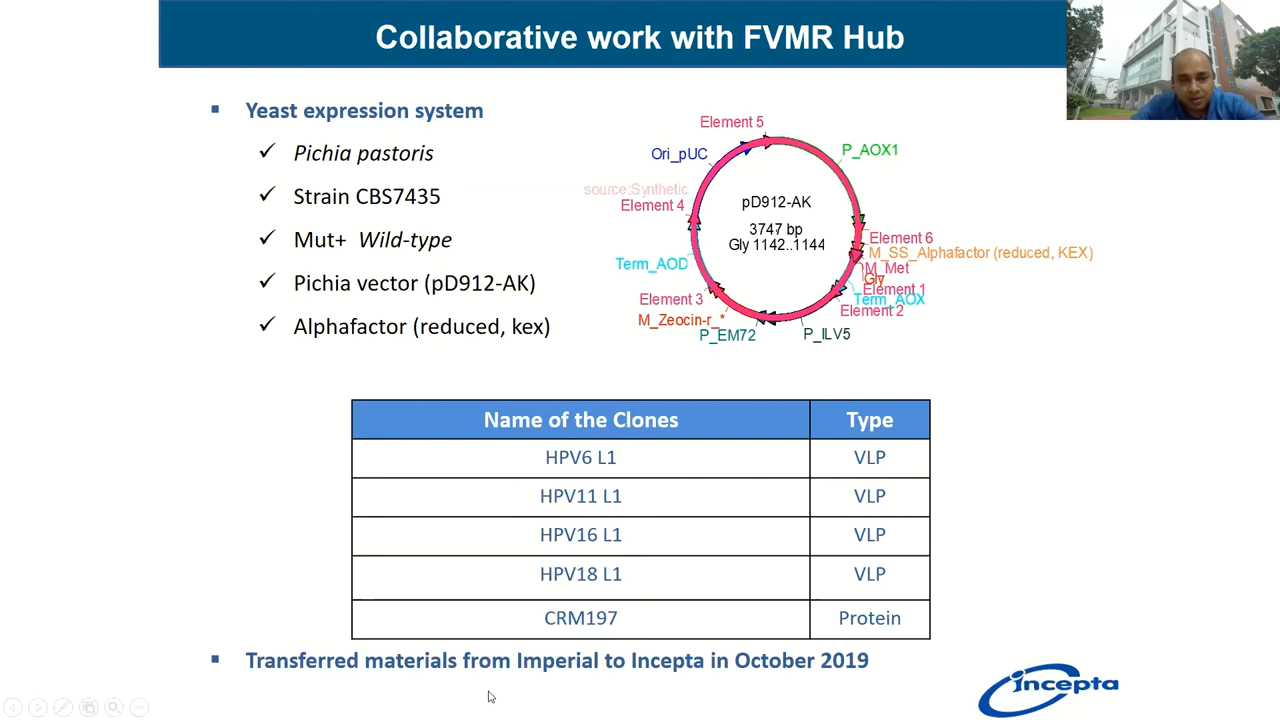 Collaborative work with FVMR Hub
Yeast expression system
Pichia pastoris
Strain CBS7435
Mut+ Wild-type
Pichia vector (pD912-AK)
Alphafactor (reduced, kex)
Element 5
P_AOX1
Ori_pUC
source:Synthetic
Element 4
pD912-AK
3747 bp
Gly 1142..1144
Element 6
M_SS_Alphafactor (reduced, KEX)
M_Met
Gly
Element 1
Term_AOX
Element 2
Term_AOD
Element 3
M_Zeocin-r_*
P_EM72
P_ILV5
Name of the Clones Type
HPV6 L1 VLP
HPV11 L1 VLP
HPV16 L1 VLP
HPV18 L1 VLP
CRM197 Protein
Transferred materials from Imperial to Incepta in October 2019
incepta